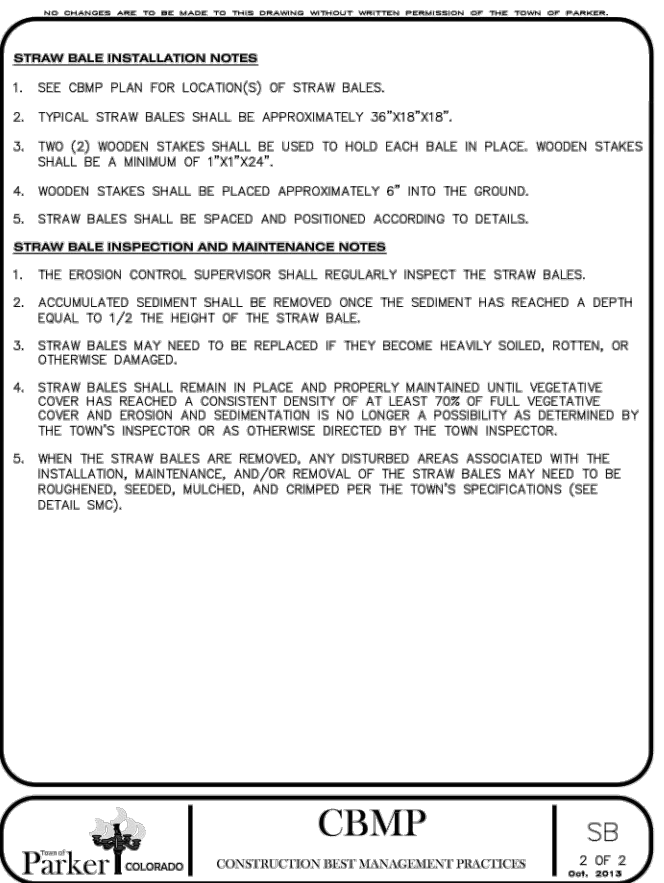 NO CHANGES ARE TO BE MADE TO THIS DRAWING WITHOUT WRITTEN PERMISSION OF THE TOWN OF PARKER.
STRAW BALE INSTALLATION NOTES
1. SEE CBMP PLAN FOR LOCATION(S) OF STRAW BALES.
2. TYPICAL STRAW BALES SHALL BE APPROXIMATELY 36"X18"X18".
3. TWO (2) WOODEN STAKES SHALL BE USED TO HOLD EACH BALE IN PLACE. WOODEN STAKES
SHALL BE A MINIMUM OF 1"X1"X24".
4. WOODEN STAKES SHALL BE PLACED APPROXIMATELY 6" INTO THE GROUND.
5. STRAW BALES SHALL BE SPACED AND POSITIONED ACCORDING TO DETAILS.
STRAW BALE INSPECTION AND MAINTENANCE NOTES
1. THE EROSION CONTROL SUPERVISOR SHALL REGULARLY INSPECT THE STRAW BALES.
2. ACCUMULATED SEDIMENT SHALL BE REMOVED ONCE THE SEDIMENT HAS REACHED A DEPTH
EQUAL TO 1/2 THE HEIGHT OF THE STRAW BALE.
3. STRAW BALES MAY NEED TO BE REPLACED IF THEY BECOME HEAVILY SOILED, ROTTEN, OR
OTHERWISE DAMAGED.
4. STRAW BALES SHALL REMAIN IN PLACE AND PROPERLY MAINTAINED UNTIL VEGETATIVE
COVER HAS REACHED A CONSISTENT DENSITY OF AT LEAST 70% OF FULL VEGETATIVE
COVER AND EROSION AND SEDIMENTATION IS NO LONGER A POSSIBILITY AS DETERMINED BY
THE TOWN'S INSPECTOR OR AS OTHERWISE DIRECTED BY THE TOWN INSPECTOR.
5. WHEN THE STRAW BALES ARE REMOVED, ANY DISTURBED AREAS ASSOCIATED WITH THE
INSTALLATION, MAINTENANCE, AND/OR REMOVAL OF THE STRAW BALES MAY NEED TO BE
ROUGHENED, SEEDED, MULCHED, AND CRIMPED PER THE TOWN'S SPECIFICATIONS (SEE
DETAIL SMC).
Town of
Parker COLORADO
CBMP
CONSTRUCTION BEST MANAGEMENT PRACTICES
SB
2 OF 2
Oct. 2013